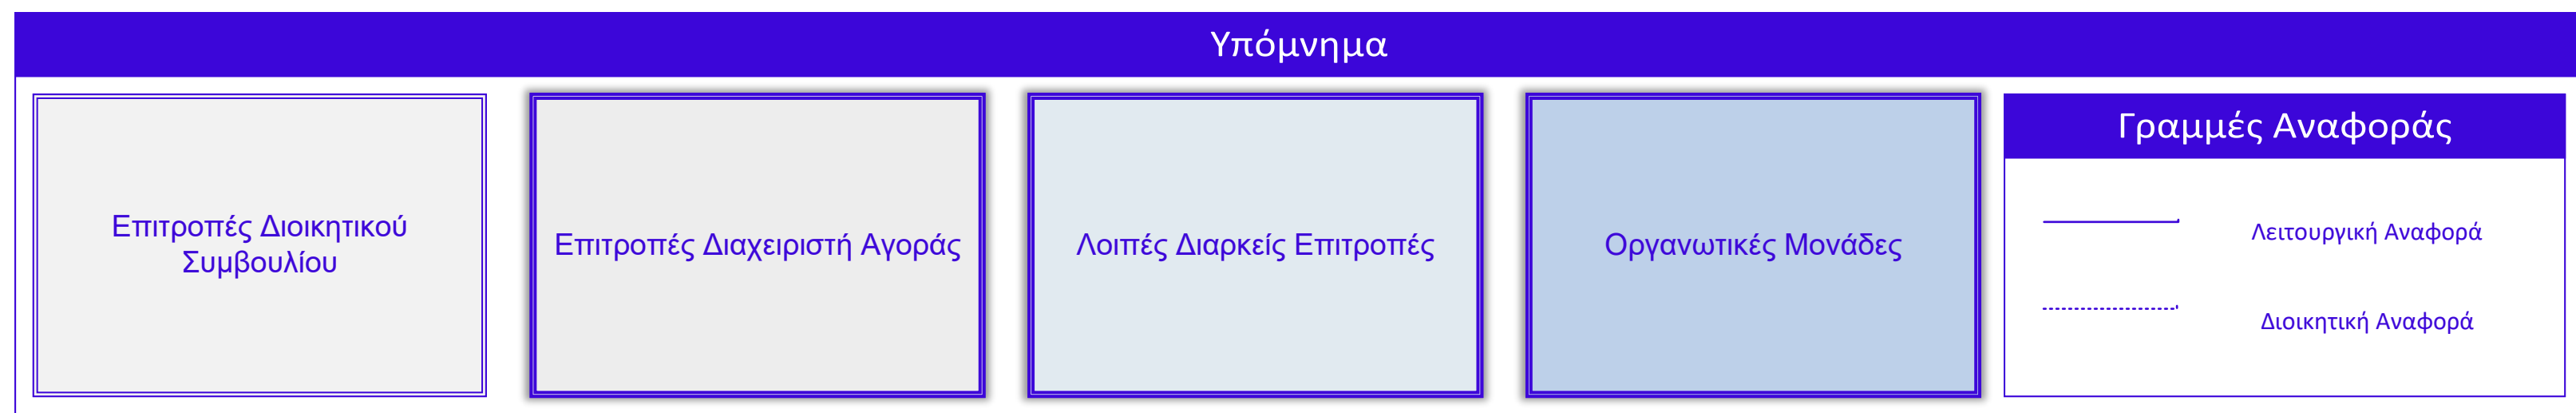 Υπόμνημα
Επιτροπές Διοικητικού
Συμβουλίου
Επιτροπές Διαχειριστή Αγοράς
Λοιπές Διαρκείς Επιτροπές
Οργανωτικές Μονάδες
Γραμμές Αναφοράς
Λειτουργική Αναφορά
Διοικητική Αναφορά